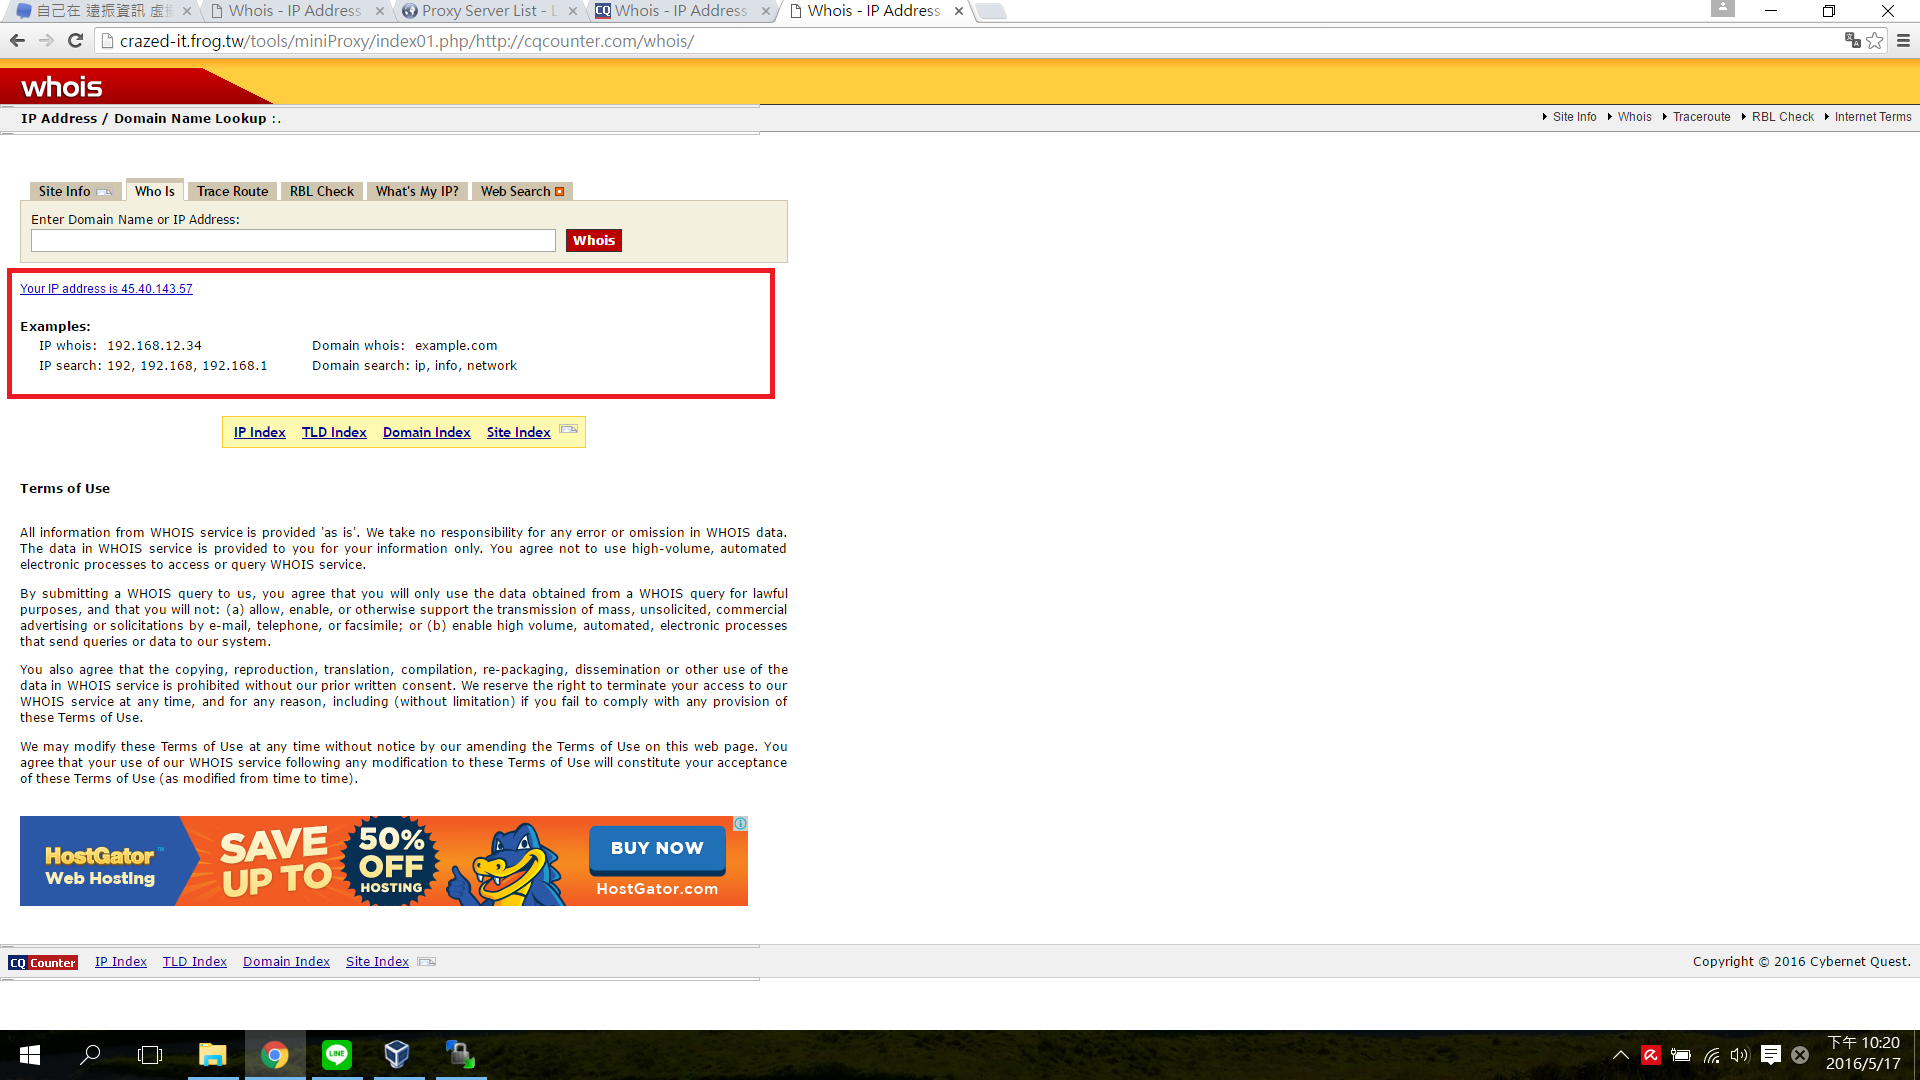 自己在 遠振資訊 虛
Whois - IP Address
Proxy Server List - L
CQ Whois - IP Address
Whois - IP Address
crazed-it.frog.tw/tools/miniProxy/index01.php/http://cqcounter.com/whois/
whois
IP Address / Domain Name Lookup :.
Site Info Whois Traceroute RBL Check Internet Terms
Site Info Who Is Trace Route RBL Check What's My IP? Web Search
Enter Domain Name or IP Address:
Whois
Your IP address is 45.40.143.57
Examples:
IP whois: 192.168.12.34 Domain whois: example.com
IP search: 192, 192.168, 192.168.1 Domain search: ip, info, network
IP Index TLD Index Domain Index Site Index
Terms of Use
All information from WHOIS service is provided 'as is'. We take no responsibility for any error or omission in WHOIS data.
The data in WHOIS service is provided to you for your information only. You agree not to use high-volume, automated
electronic processes to access or query WHOIS service.
By submitting a WHOIS query to us, you agree that you will only use the data obtained from a WHOIS query for lawful
purposes, and that you will not: (a) allow, enable, or otherwise support the transmission of mass, unsolicited, commercial
advertising or solicitations by e-mail, telephone, or facsimile; or (b) enable high volume, automated, electronic processes
that send queries or data to our system.
You also agree that the copying, reproduction, translation, compilation, re-packaging, dissemination or other use of the
data in WHOIS service is prohibited without our prior written consent. We reserve the right to terminate your access to our
WHOIS service at any time, and for any reason, including (without limitation) if you fail to comply with any provision of
these Terms of Use.
We may modify these Terms of Use at any time without notice by our amending the Terms of Use on this web page. You
agree that your use of our WHOIS service following any modification to these Terms of Use will constitute your acceptance
of these Terms of Use (as modified from time to time).
HostGator™
Web Hosting
SAVE
UP TO
50%
OFF
HOSTING
BUY NOW
HostGator.com
CQ Counter IP Index TLD Index Domain Index Site Index
Copyright © 2016 Cybernet Quest.
LINE
下午 10:20
2016/5/17